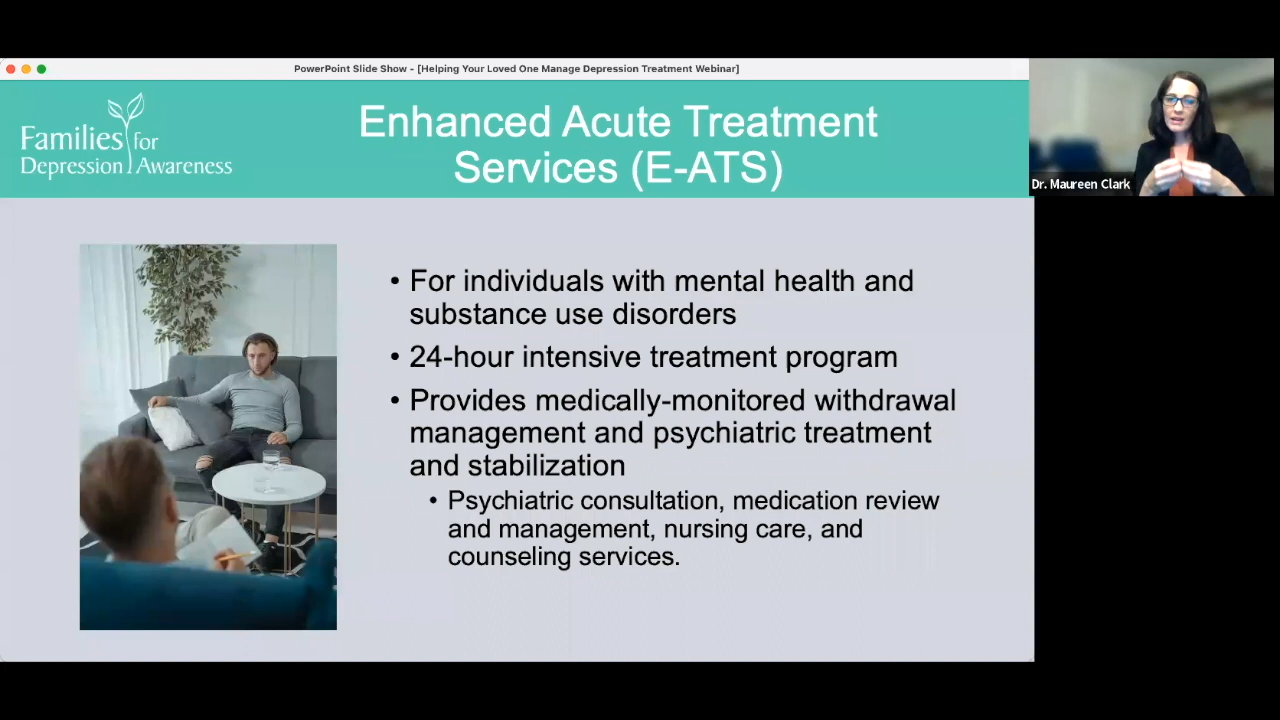 PowerPoint Slide Show - [Helping Your Loved One Manage Depression Treatment Webinar]
Families for
Depression Awareness
Enhanced Acute Treatment
Services (E-ATS)
Dr. Maureen Clark
• For individuals with mental health and
substance use disorders
• 24-hour intensive treatment program
• Provides medically-monitored withdrawal
management and psychiatric treatment
and stabilization
• Psychiatric consultation, medication review
and management, nursing care, and
counseling services.